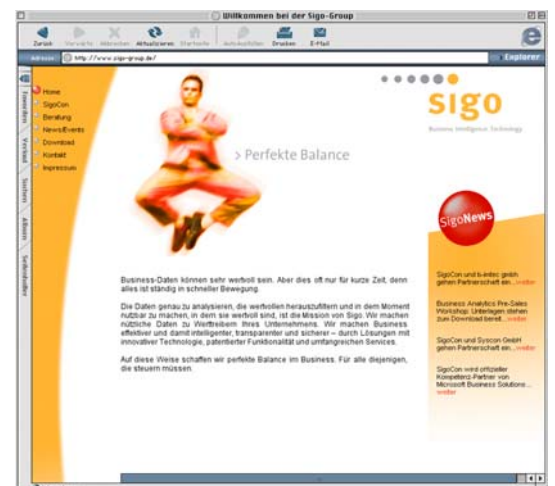 Willkommen bei der Sigo-Group
Zurück Vorwärts Abbrechen Aktualisieren Startseite AutoAusfüllen Drucken E-Mail
Adresse http://www.sigo-group.de/
Explorer
Favoriten
Verlauf
Suchen
Album
Seitenhalter
Home
SigoCon
Beratung
News/Events
Download
Kontakt
Impressum
> Perfekte Balance
sigo
Business Intelligence Technology
SigoNews
Business-Daten können sehr wertvoll sein. Aber dies oft nur für kurze Zeit, denn
alles ist ständig in schneller Bewegung.
Die Daten genau zu analysieren, die wertvollen herauszufiltern und in dem Moment
nutzbar zu machen, in dem sie wertvoll sind, ist die Mission von Sigo. Wir machen
nützliche Daten zu Werttreibern Ihres Unternehmens. Wir machen Business
effektiver und damit intelligenter, transparenter und sicherer – durch Lösungen mit
innovativer Technologie, patentierter Funktionalität und umfangreichen Services.
Auf diese Weise schaffen wir perfekte Balance im Business. Für alle diejenigen,
die steuern müssen.
SigoCon und gmbh
gehen Partnerschaft ein...weiter
Business Analytics Pre-Sales
Workshop: Unterlagen stehen
zum Download bereit...weiter
SigoCon und Syscon GmbH
gehen Partnerschaft ein...weiter
SigoCon wird offizieller
Kompetenz-Partner von
Microsoft Business Solutions...
weiter